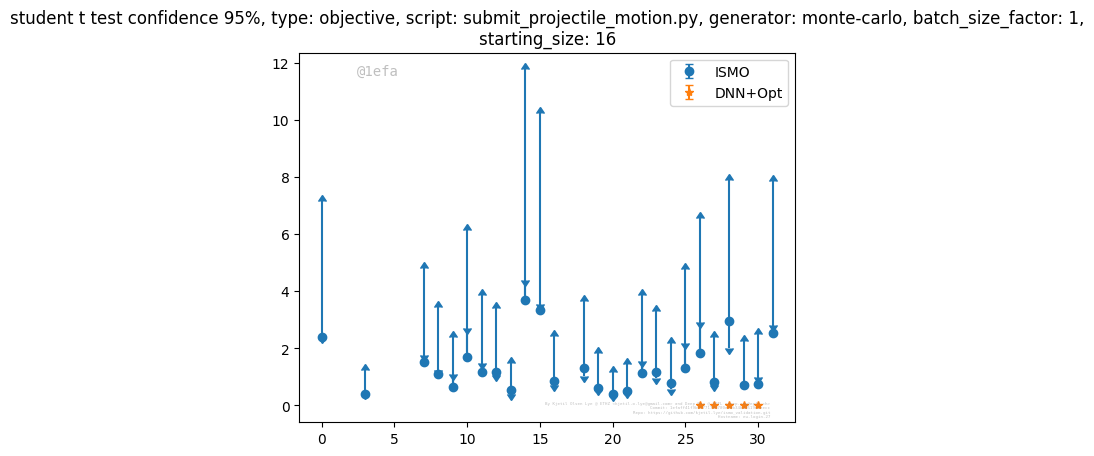 student t test confidence 95%, type: objective, script: submit_projectile_motion.py, generator: monte-carlo, batch_size_factor: 1,
starting_size: 16
12
10
8
6
4
2
0
@1efa
ISMO
DNN+Opt
0 5 10 15 20 25 30